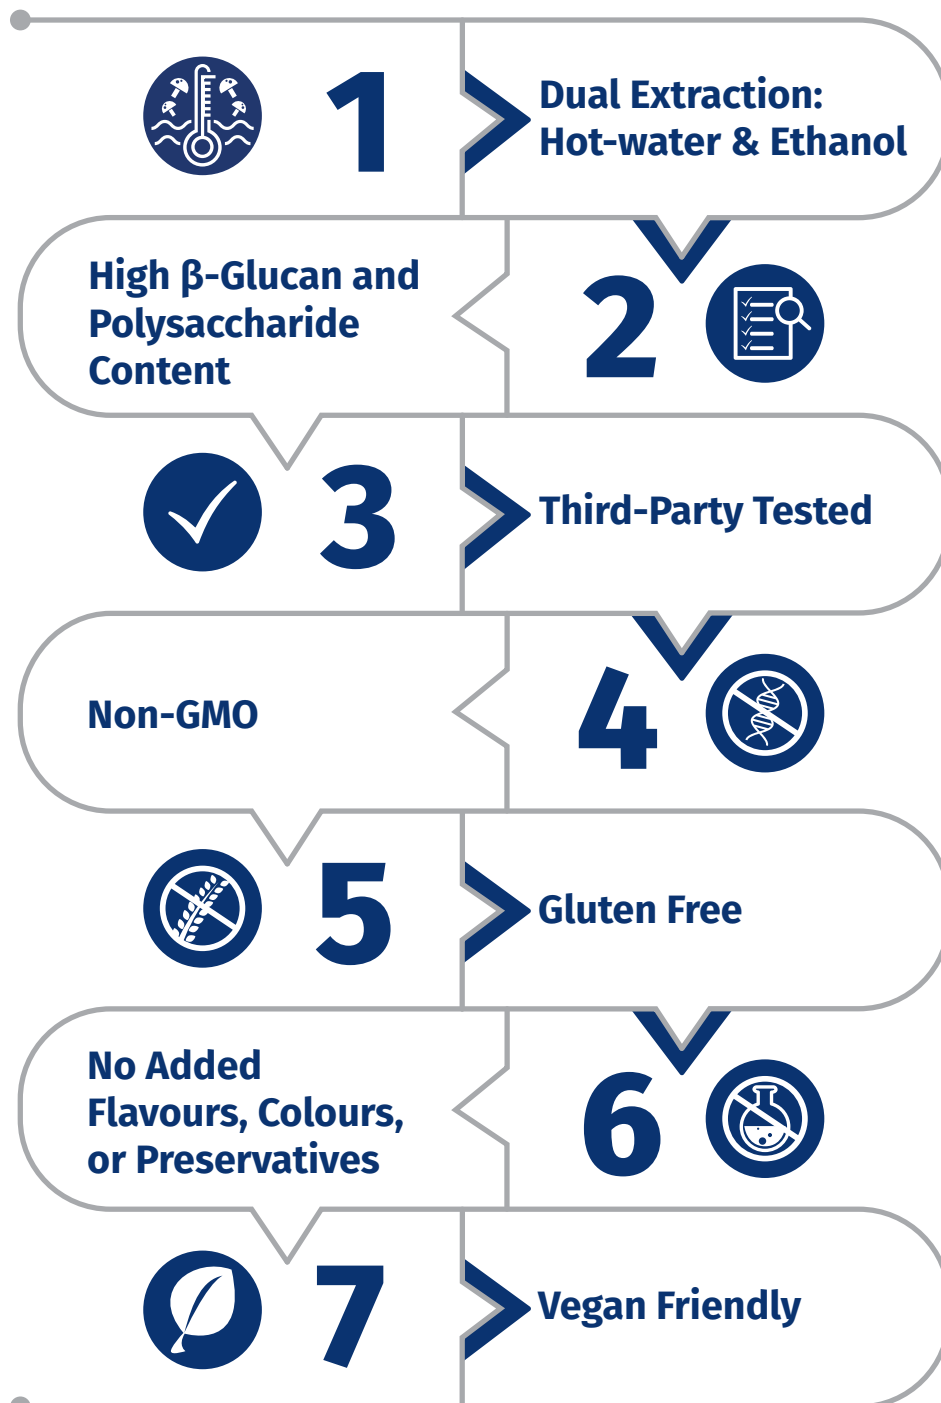 1
Dual Extraction:
Hot-water & Ethanol
High β-Glucan and
Polysaccharide
Content
2
3
Third-Party Tested
Non-GMO
4
5
Gluten Free
No Added
Flavours, Colours,
or Preservatives
6
7
Vegan Friendly